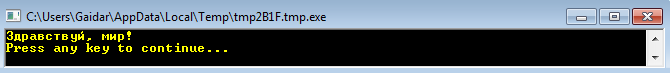 C:\Users\Gaidar\AppData\Local\Temp\tmp2B1F.tmp.exe
Здравствуй, мир!
Press any key to continue...